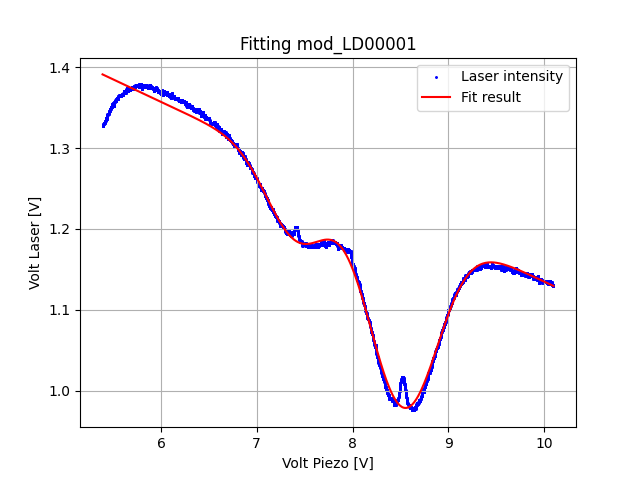 Fitting mod_LD00001
Laser intensity
Fit result
Volt Laser [V]
1.4
1.3
1.2
1.1
1.0
6 7 8 9 10
Volt Piezo [V]